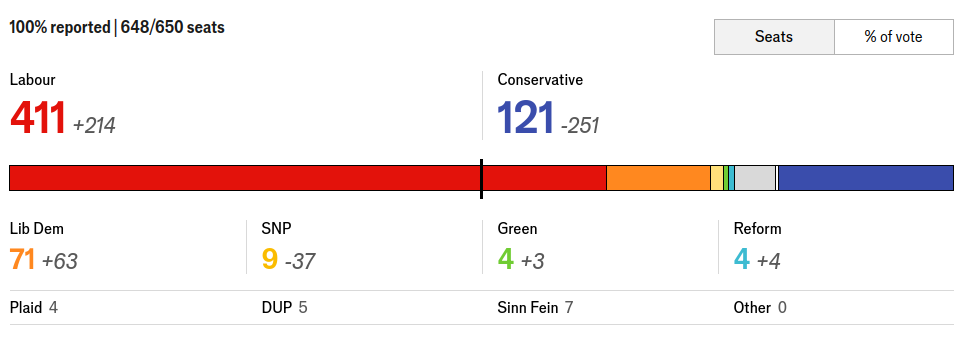 100% reported | 648/650 seats
Seats % of vote
Labour Conservative
411 +214 121 -251
Lib Dem SNP Green Reform
71 +63 9 -37 4 +3 4 +4
Plaid 4 DUP 5 Sinn Fein 7 Other 0